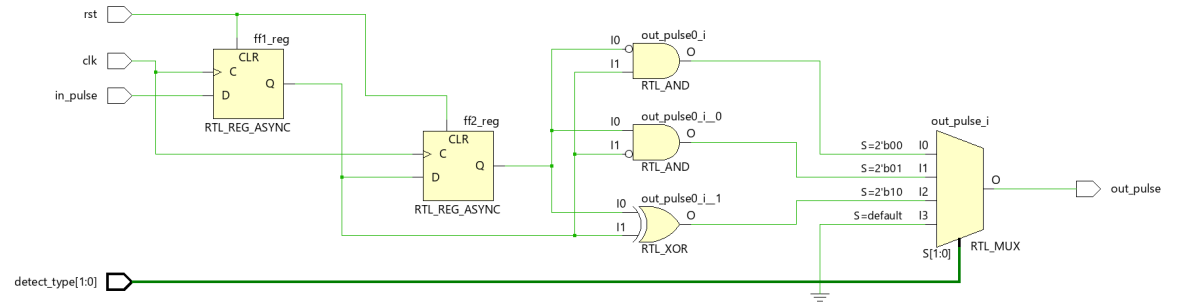 rst
clk
in_pulse
ff1_reg
CLR
C
D
Q
RTL_REG_ASYNC
ff2_reg
CLR
C
D
Q
RTL_REG_ASYNC
out_pulse0_i
I0
I1
O
RTL_AND
out_pulse0_i__0
I0
I1
O
RTL_AND
out_pulse0_i__1
I0
I1
O
RTL_XOR
out_pulse_i
S=2'b00 I0
S=2'b01 I1
S=2'b10 I2
S=default I3
O
S[1:0]
RTL_MUX
out_pulse
detect_type[1:0]